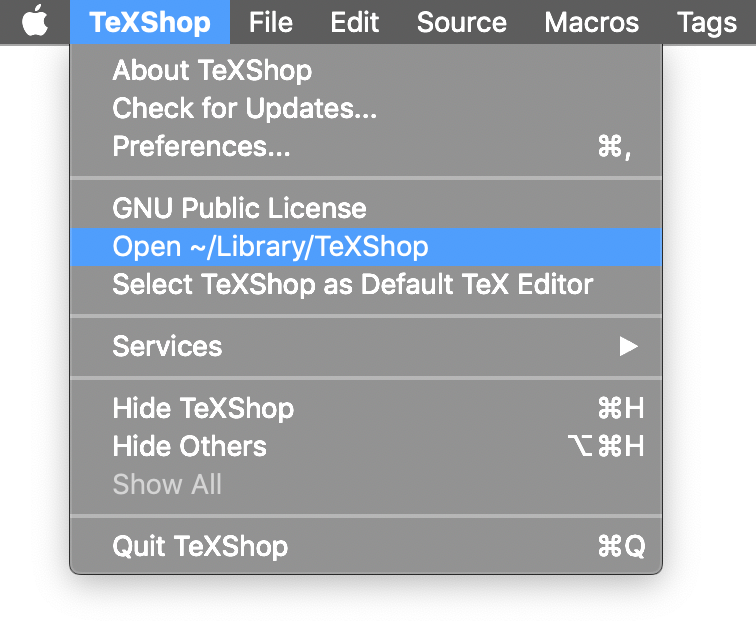 TeXShop File Edit Source Macros Tags
About TeXShop
Check for Updates...
Preferences... ⌘,
GNU Public License
Open ~/Library/TeXShop
Select TeXShop as Default TeX Editor
Services ▶
Hide TeXShop ⌘H
Hide Others ⌥⌘H
Show All
Quit TeXShop ⌘Q